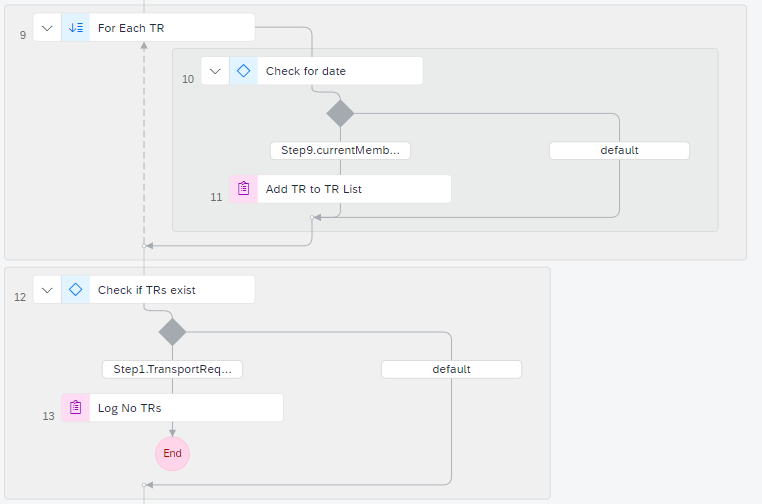 9
For Each TR
10
Check for date
Step9.currentMemb...
default
11
Add TR to TR List
12
Check if TRs exist
Step1.TransportReq...
default
13
Log No TRs
End